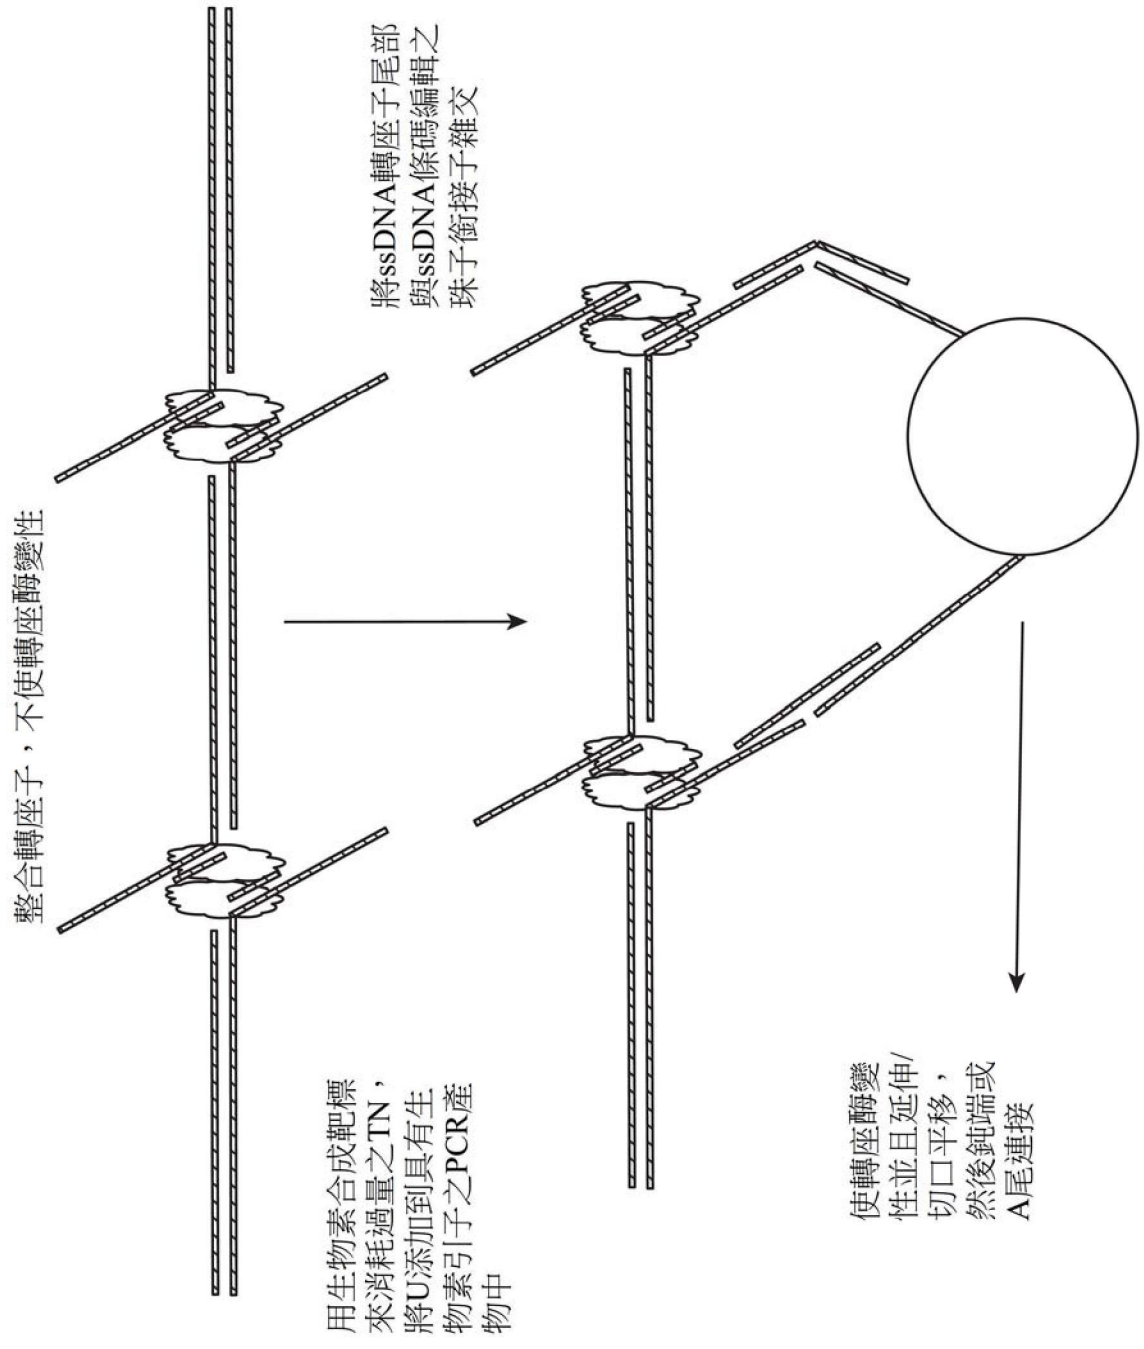 整合轉座子，不使轉座酶變性
用生物素合成靶標
來消耗過量之TN，
將U添加到具有生
物素引子之PCR產
物中
將ssDNA轉座子尾部
與ssDNA條碼編輯之
珠子銜接子雜交
使轉座酶變
性並且延伸/
切口平移，
然後鈍端或
A尾連接